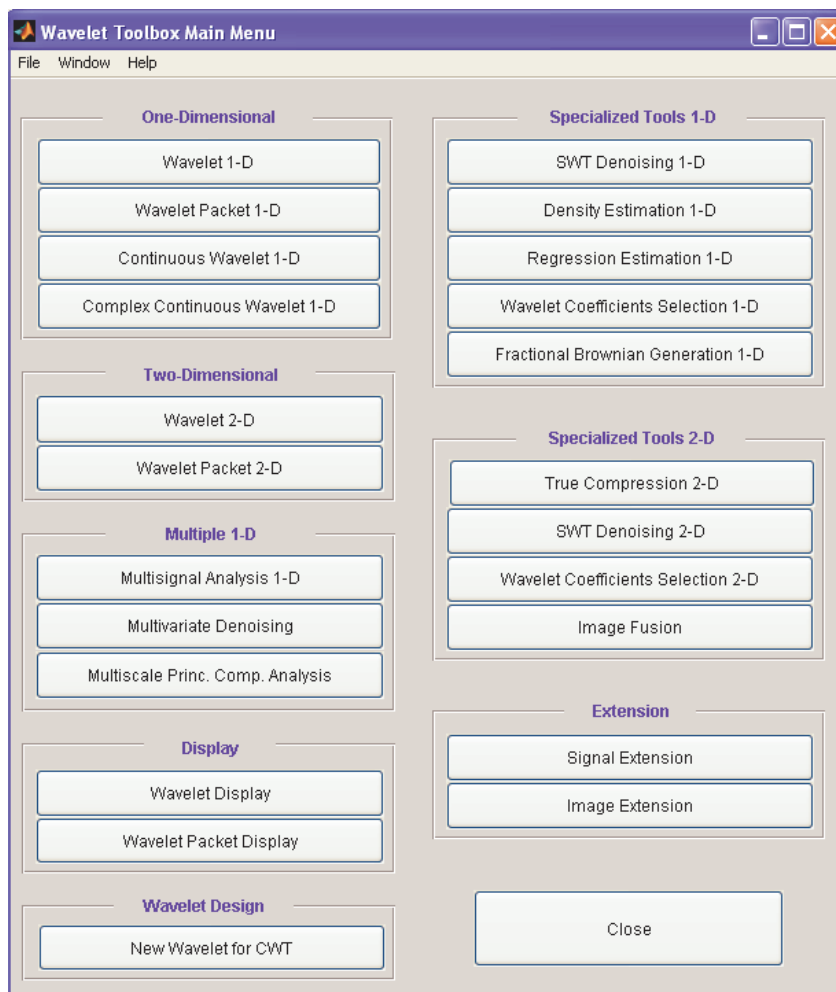 Wavelet Toolbox Main Menu
File Window Help
One-Dimensional
Wavelet 1-D
Wavelet Packet 1-D
Continuous Wavelet 1-D
Complex Continuous Wavelet 1-D
Two-Dimensional
Wavelet 2-D
Wavelet Packet 2-D
Multiple 1-D
Multisignal Analysis 1-D
Multivariate Denoising
Multiscale Princ. Comp. Analysis
Display
Wavelet Display
Wavelet Packet Display
Wavelet Design
New Wavelet for CWT
Specialized Tools 1-D
SWT Denoising 1-D
Density Estimation 1-D
Regression Estimation 1-D
Wavelet Coefficients Selection 1-D
Fractional Brownian Generation 1-D
Specialized Tools 2-D
True Compression 2-D
SWT Denoising 2-D
Wavelet Coefficients Selection 2-D
Image Fusion
Extension
Signal Extension
Image Extension
Close